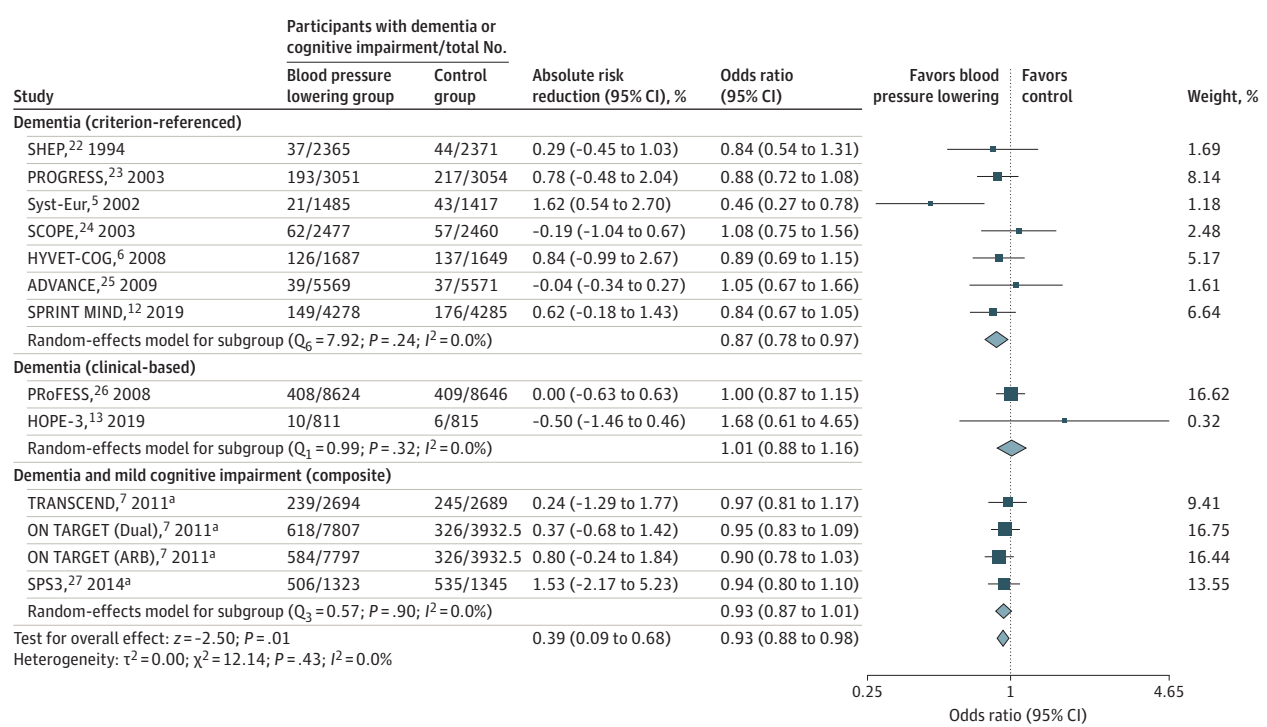 Participants with dementia or
cognitive impairment/total No.
Study Blood pressure lowering group Control group Absolute risk reduction (95% CI), % Odds ratio (95% CI) Favors blood pressure lowering Favors control Weight, %
Dementia (criterion-referenced)
SHEP,22 1994 37/2365 44/2371 0.29 (-0.45 to 1.03) 0.84 (0.54 to 1.31) 1.69
PROGRESS,23 2003 193/3051 217/3054 0.78 (-0.48 to 2.04) 0.88 (0.72 to 1.08) 8.14
Syst-Eur,5 2002 21/1485 43/1417 1.62 (0.54 to 2.70) 0.46 (0.27 to 0.78) 1.18
SCOPE,24 2003 62/2477 57/2460 -0.19 (-1.04 to 0.67) 1.08 (0.75 to 1.56) 2.48
HYVET-COG,6 2008 126/1687 137/1649 0.84 (-0.99 to 2.67) 0.89 (0.69 to 1.15) 5.17
ADVANCE,25 2009 39/5569 37/5571 -0.04 (-0.34 to 0.27) 1.05 (0.67 to 1.66) 1.61
SPRINT MIND,12 2019 149/4278 176/4285 0.62 (-0.18 to 1.43) 0.84 (0.67 to 1.05) 6.64
Random-effects model for subgroup (Q6 = 7.92; P = .24; I2 = 0.0%) 0.87 (0.78 to 0.97)
Dementia (clinical-based)
PRoFESS,26 2008 408/8624 409/8646 0.00 (-0.63 to 0.63) 1.00 (0.87 to 1.15) 16.62
HOPE-3,13 2019 10/811 6/815 -0.50 (-1.46 to 0.46) 1.68 (0.61 to 4.65) 0.32
Random-effects model for subgroup (Q1 = 0.99; P = .32; I2 = 0.0%) 1.01 (0.88 to 1.16)
Dementia and mild cognitive impairment (composite)
TRANSCEND,7 2011a 239/2694 245/2689 0.24 (-1.29 to 1.77) 0.97 (0.81 to 1.17) 9.41
ON TARGET (Dual),7 2011a 618/7807 326/3932.5 0.37 (-0.68 to 1.42) 0.95 (0.83 to 1.09) 16.75
ON TARGET (ARB),7 2011a 584/7797 326/3932.5 0.80 (-0.24 to 1.84) 0.90 (0.78 to 1.03) 16.44
SPS3,27 2014a 506/1323 535/1345 1.53 (-2.17 to 5.23) 0.94 (0.80 to 1.10) 13.55
Random-effects model for subgroup (Q3 = 0.57; P = .90; I2 = 0.0%) 0.93 (0.87 to 1.01)
Test for overall effect: z = -2.50; P = .01 0.39 (0.09 to 0.68) 0.93 (0.88 to 0.98)
Heterogeneity: τ2 = 0.00; χ2 = 12.14; P = .43; I2 = 0.0%
0.25 1 4.65
Odds ratio (95% CI)